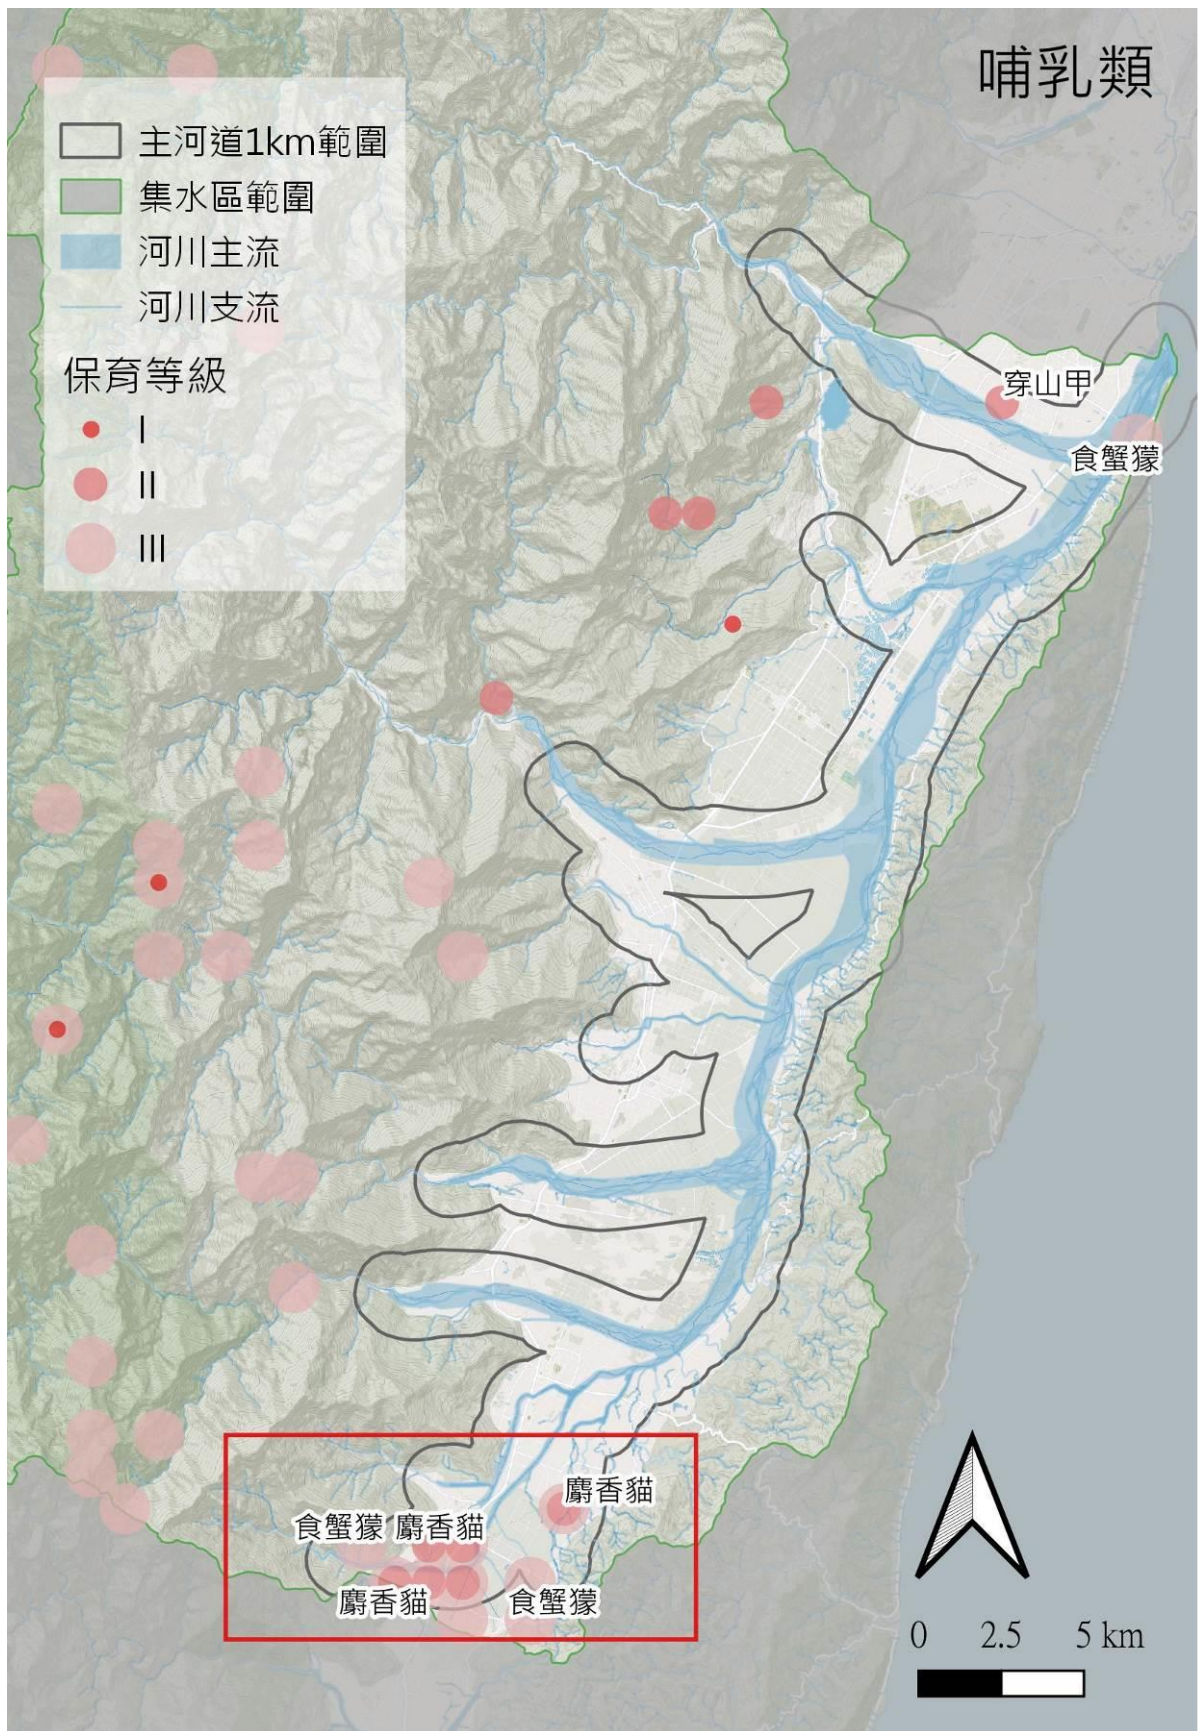 哺乳類
主河道1km範圍
集水區範圍
河川主流
河川支流
保育等級
I
II
III
穿山甲
食蟹獴
麝香貓
食蟹獴 麝香貓
麝香貓
食蟹獴
0 2.5 5 km